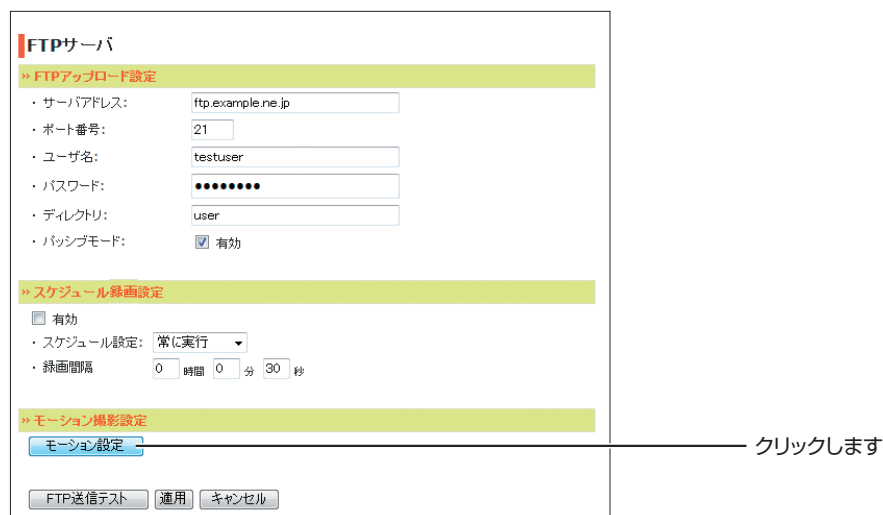 FTPサーバ
» FTPアップロード設定
・ サーバアドレス: ftp.example.ne.jp
・ ポート番号: 21
・ ユーザ名: testuser
・ パスワード: ●●●●●●●●
・ ディレクトリ: user
・ パッシブモード: 有効
» スケジュール録画設定
有効
・ スケジュール設定: 常に実行
・ 録画間隔 0 時間 0 分 30 秒
» モーション撮影設定
モーション設定 クリックします
FTP送信テスト 適用 キャンセル